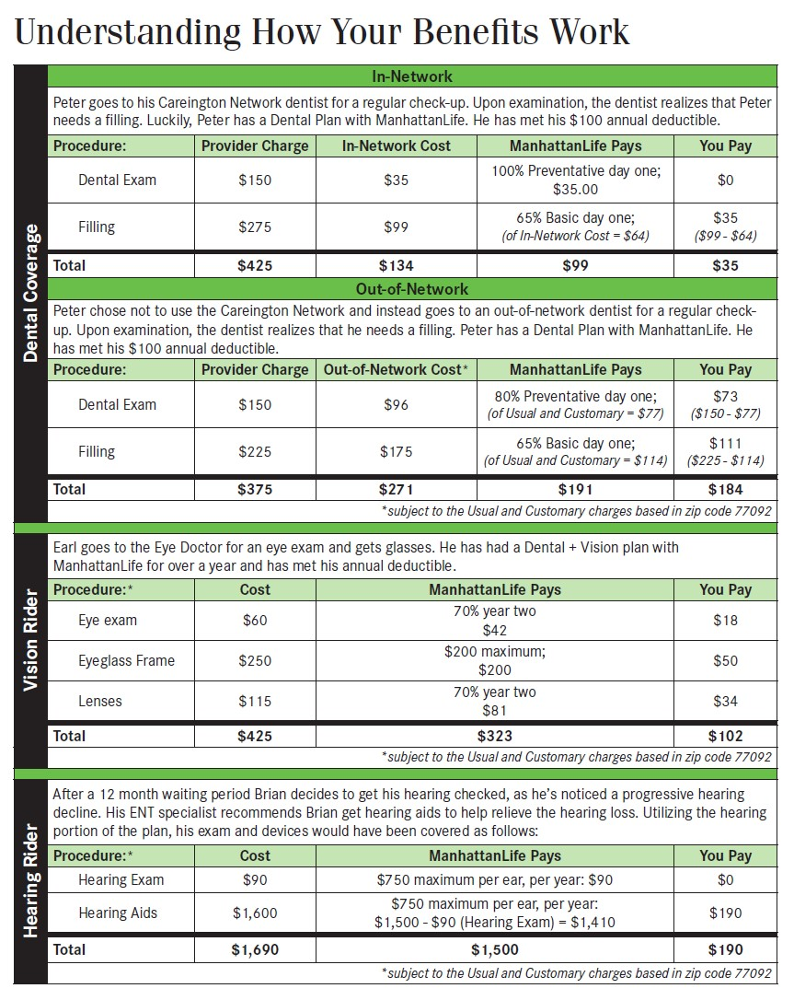 Understanding How Your Benefits Work
Dental Coverage
In-Network
Peter goes to his Careington Network dentist for a regular check-up. Upon examination, the dentist realizes that Peter
needs a filling. Luckily, Peter has a Dental Plan with ManhattanLife. He has met his $100 annual deductible.
Procedure: Provider Charge In-Network Cost ManhattanLife Pays You Pay
Dental Exam $150 $35 100% Preventative day one; $0
$35.00
Filling $275 $99 65% Basic day one; $35
(of In-Network Cost = $64) ($99 - $64)
Total $425 $134 $99 $35
Out-of-Network
Peter chose not to use the Careington Network and instead goes to an out-of-network dentist for a regular check-
up. Upon examination, the dentist realizes that he needs a filling. Peter has a Dental Plan with ManhattanLife. He
has met his $100 annual deductible.
Procedure: Provider Charge Out-of-Network Cost* ManhattanLife Pays You Pay
Dental Exam $150 $96 80% Preventative day one; $73
(of Usual and Customary = $77) ($150 - $77)
Filling $225 $175 65% Basic day one; $111
(of Usual and Customary = $114) ($225 - $114)
Total $375 $271 $191 $184
*subject to the Usual and Customary charges based in zip code 77092
Vision Rider
Earl goes to the Eye Doctor for an eye exam and gets glasses. He has had a Dental + Vision plan with
ManhattanLife for over a year and has met his annual deductible.
Procedure:* Cost ManhattanLife Pays You Pay
Eye exam $60 70% year two $18
$42
Eyeglass Frame $250 $200 maximum; $50
$200
Lenses $115 70% year two $34
$81
Total $425 $323 $102
*subject to the Usual and Customary charges based in zip code 77092
Hearing Rider
After a 12 month waiting period Brian decides to get his hearing checked, as he's noticed a progressive hearing
decline. His ENT specialist recommends Brian get hearing aids to help relieve the hearing loss. Utilizing the hearing
portion of the plan, his exam and devices would have been covered as follows:
Procedure:* Cost ManhattanLife Pays You Pay
Hearing Exam $90 $750 maximum per ear, per year: $90 $0
Hearing Aids $1,600 $750 maximum per ear, per year: $190
$1,500 - $90 (Hearing Exam) = $1,410
Total $1,690 $1,500 $190
*subject to the Usual and Customary charges based in zip code 77092